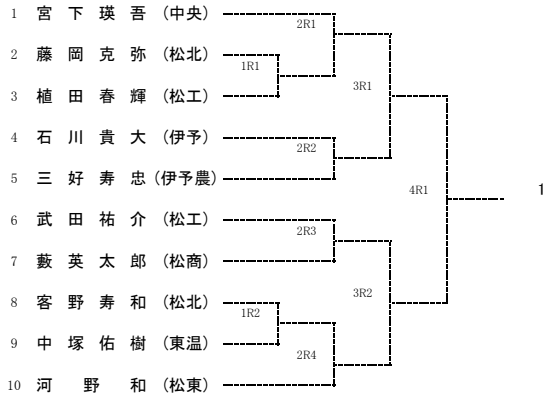 1 宮 下 瑛 吾 (中央)
2R1
2 藤 岡 克 弥 (松北)
1R1
3R1
3 植 田 春 輝 (松工)
4 石 川 貴 大 (伊予)
2R2
5 三 好 寿 忠 (伊予農)
4R1
1
6 武 田 祐 介 (松工)
2R3
7 藪 英 太 郎 (松商)
3R2
8 客 野 寿 和 (松北)
1R2
9 中 塚 佑 樹 (東温)
2R4
10 河 野 和 (松東)